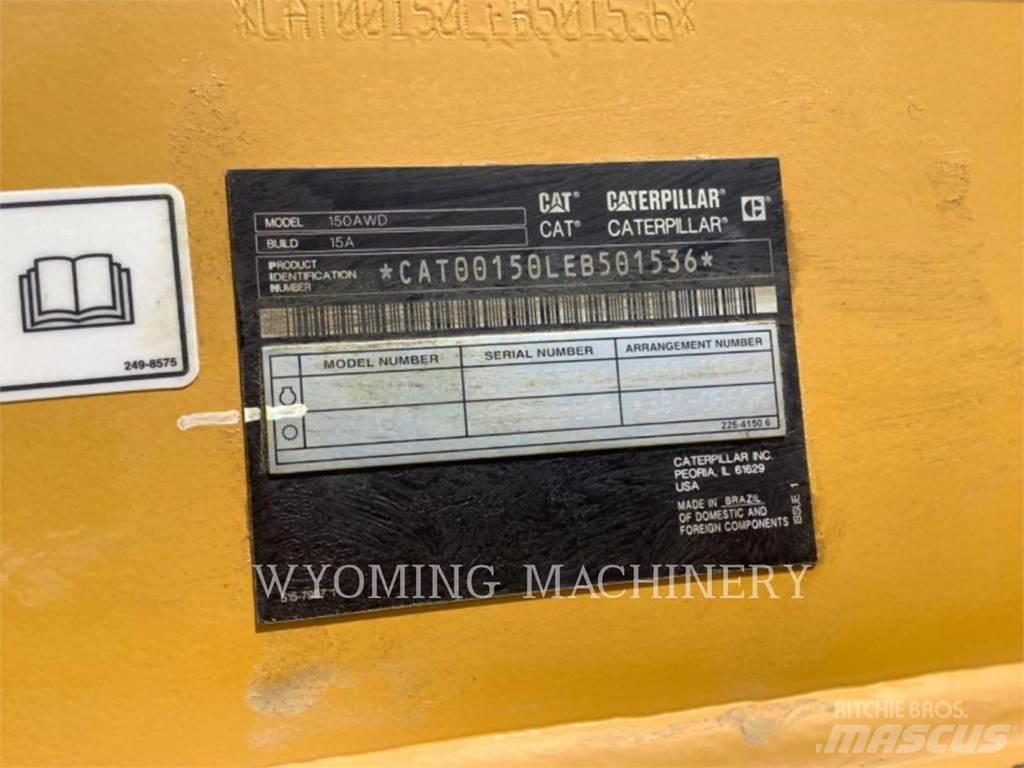 *CAT00150LEB501536*
CAT® CATERPILLAR®
CAT® CATERPILLAR®
MODEL 150AWD
BUILD 15A
PRODUCT IDENTIFICATION NUMBER
*CAT00150LEB501536*
MODEL NUMBER SERIAL NUMBER ARRANGEMENT NUMBER
225-4150 6
249-8575
CATERPILLAR INC.
PEORIA, IL 61629
USA
MADE IN BRAZIL
OF DOMESTIC AND
FOREIGN COMPONENTS
ISSUE 1
WYOMING MACHINERY
RITCHIE BROS.
MASCUS